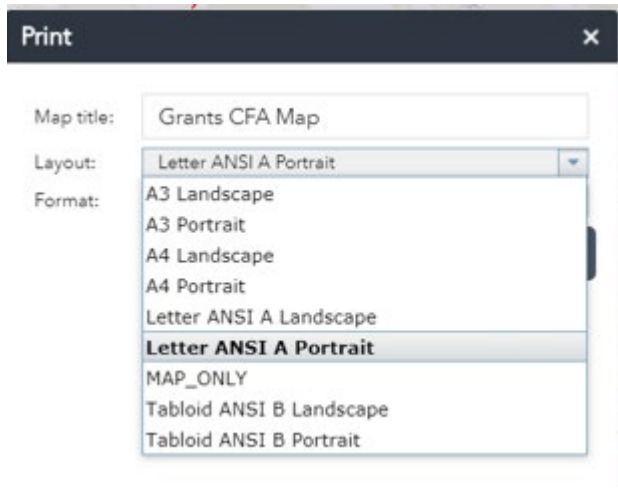 Print ×
Map title: Grants CFA Map
Layout: Letter ANSI A Portrait
Format:
A3 Landscape
A3 Portrait
A4 Landscape
A4 Portrait
Letter ANSI A Landscape
Letter ANSI A Portrait
MAP_ONLY
Tabloid ANSI B Landscape
Tabloid ANSI B Portrait